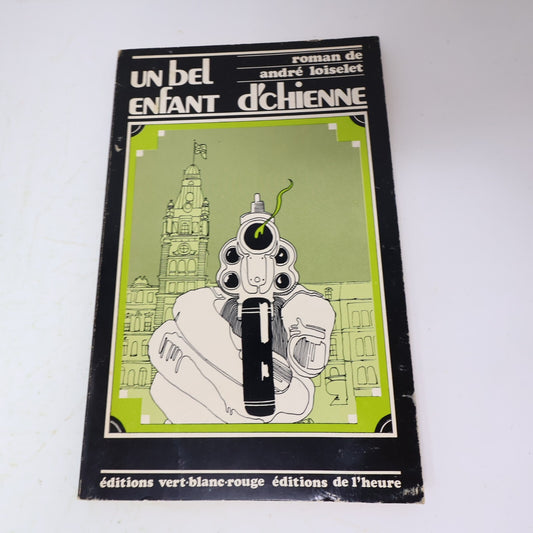 un bel
enfant d'chienne
roman de
andré loiselet
éditions vert-blanc-rouge éditions de l'heure